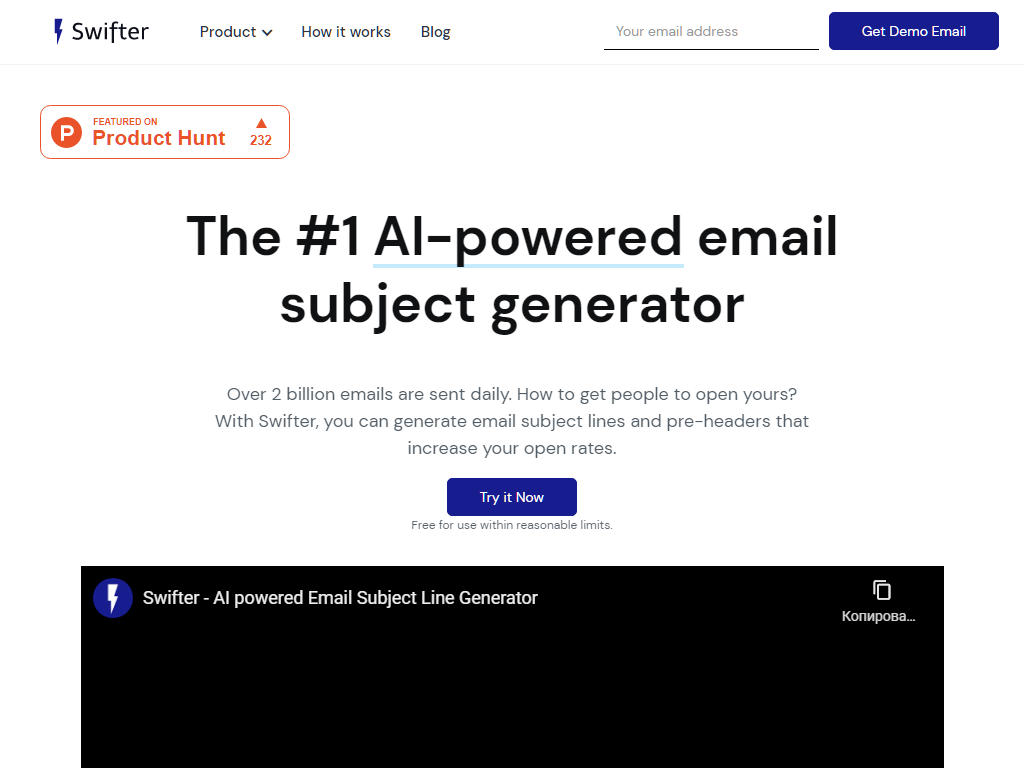 Swifter
Product
How it works
Blog
Your email address
Get Demo Email
P
FEATURED ON
Product Hunt
232
The #1 AI-powered email
subject generator
Over 2 billion emails are sent daily. How to get people to open yours?
With Swifter, you can generate email subject lines and pre-headers that
increase your open rates.
Try it Now
Free for use within reasonable limits.
Swifter - AI powered Email Subject Line Generator
Копирова...